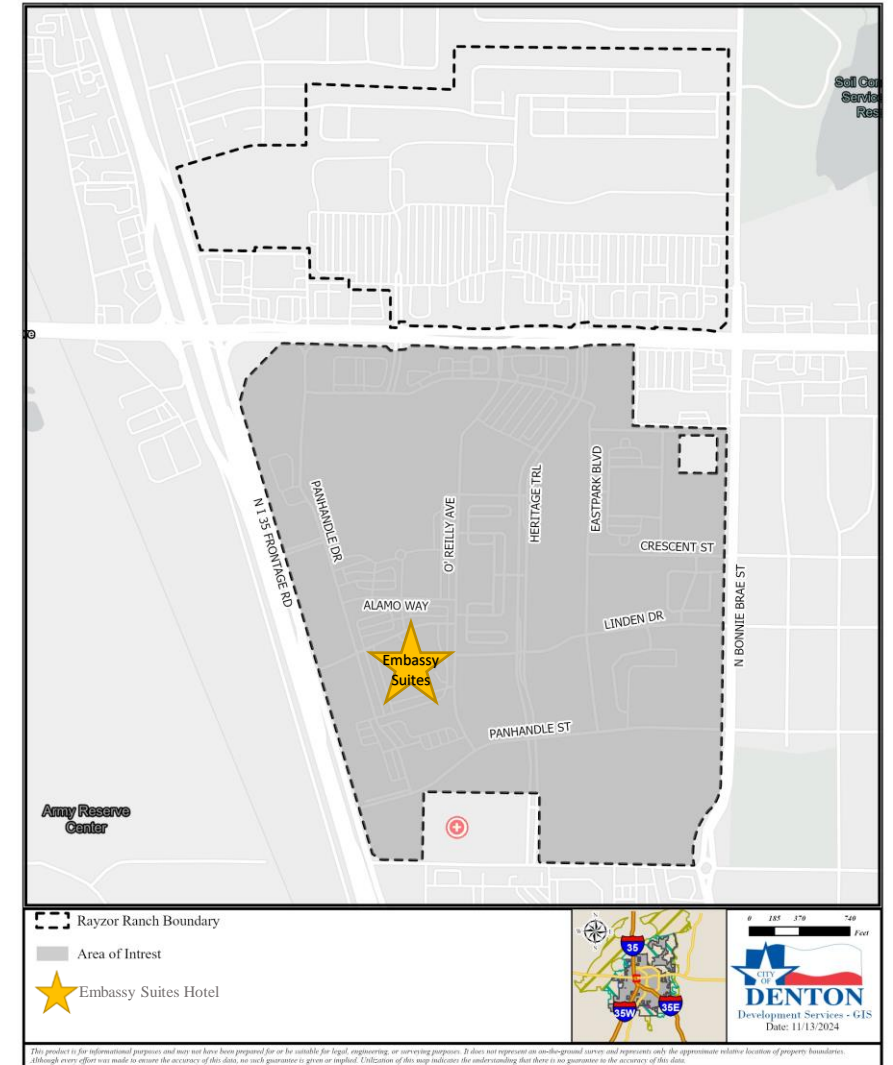 Soil Con
Service
Res
e
PANHANDLE DR
N I 35 FRONTAGE RD
O' REILLY AVE
HERITAGE TRL
EASTPARK BLVD
CRESCENT ST
ALAMO WAY
LINDEN DR
N BONNIE BRAE ST
Embassy
Suites
PANHANDLE ST
Army Reserve
Center
Rayzor Ranch Boundary
Area of Intrest
Embassy Suites Hotel
35
35W
35E
0 185 370 740
Feet
CITY
OF
DENTON
Development Services - GIS
Date: 11/13/2024
This product is for informational purposes and may not have been prepared for or be suitable for legal, engineering, or surveying purposes. It does not represent an on-the-ground survey and represents only the approximate relative location of property boundaries.
Although every effort was made to ensure the accuracy of this data, no such guarantee is given or implied. Utilization of this map indicates the understanding that there is no guarantee to the accuracy of this data.